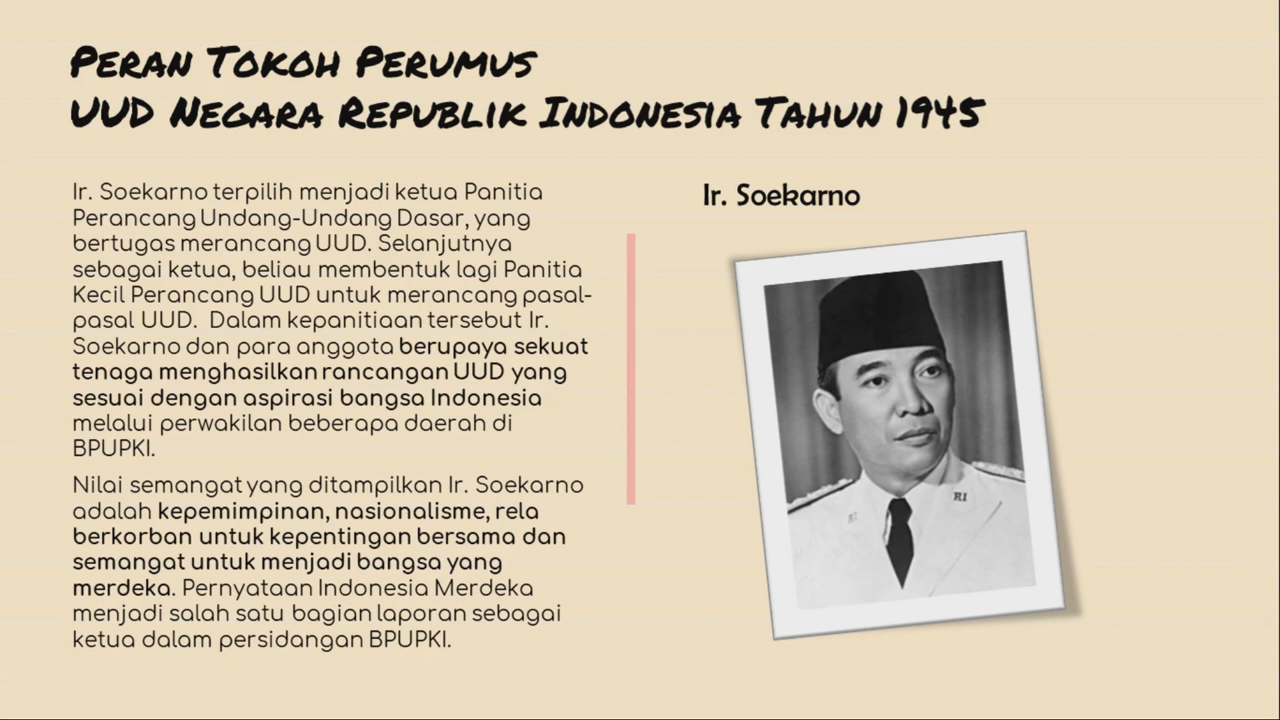 Peran Tokoh Perumus
UUD Negara Republik Indonesia Tahun 1945
Ir. Soekarno terpilih menjadi ketua Panitia
Perancang Undang-Undang Dasar, yang
bertugas merancang UUD. Selanjutnya
sebagai ketua, beliau membentuk lagi Panitia
Kecil Perancang UUD untuk merancang pasal-
pasal UUD. Dalam kepanitiaan tersebut Ir.
Soekarno dan para anggota berupaya sekuat
tenaga menghasilkan rancangan UUD yang
sesuai dengan aspirasi bangsa Indonesia
melalui perwakilan beberapa daerah di
BPUPKI.
Nilai semangat yang ditampilkan Ir. Soekarno
adalah kepemimpinan, nasionalisme, rela
berkorban untuk kepentingan bersama dan
semangat untuk menjadi bangsa yang
merdeka. Pernyataan Indonesia Merdeka
menjadi salah satu bagian laporan sebagai
ketua dalam persidangan BPUPKI.
Ir. Soekarno
RI